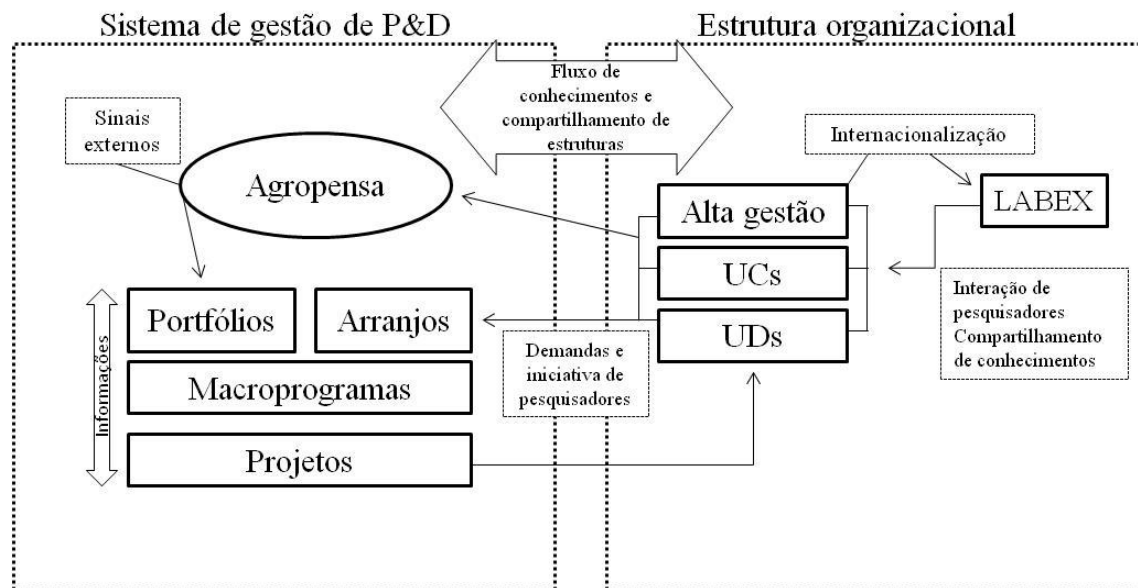 Sistema de gestão de P&D
Estrutura organizacional
Fluxo de
conhecimentos e
compartilhamento de
estruturas
Sinais
externos
Agropensa
Internacionalização
Alta gestão
LABEX
UCs
UDs
Interação de
pesquisadores
Compartilhamento
de conhecimentos
Portfólios
Arranjos
Demandas e
iniciativa de
pesquisadores
Informações
Macroprogramas
Projetos